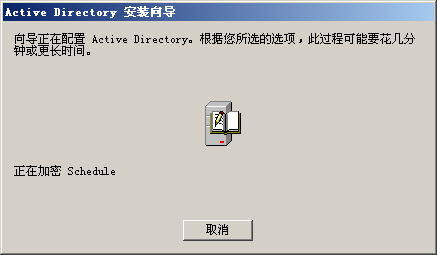 Active Directory 安装向导
向导正在配置 Active Directory。根据您所选的选项，此过程可能要花几分
钟或更长时间。
正在加密 Schedule
取消